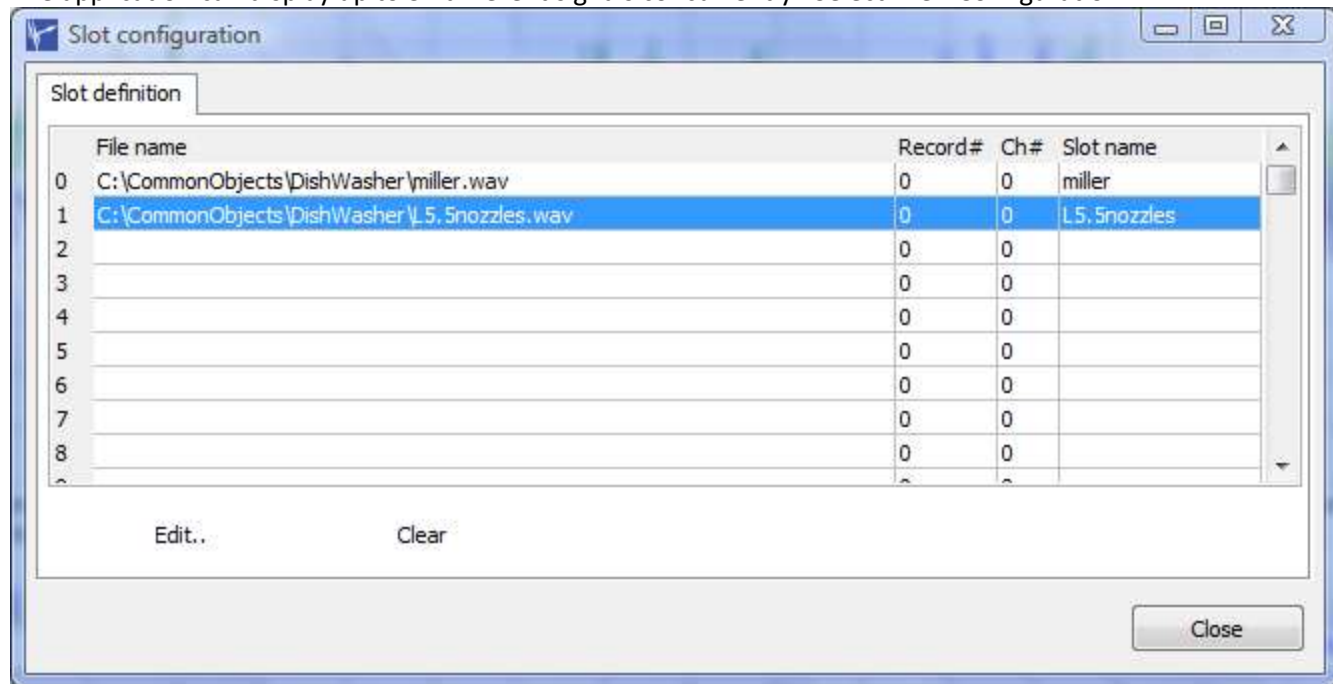 Slot configuration
Slot definition
File name Record# Ch# Slot name
0 C:\CommonObjects\DishWasher\miller.wav 0 0 miller
1 C:\CommonObjects\DishWasher\L5.5nozzles.wav 0 0 L5.5nozzles
2 0 0
3 0 0
4 0 0
5 0 0
6 0 0
7 0 0
8 0 0
Edit.. Clear
Close